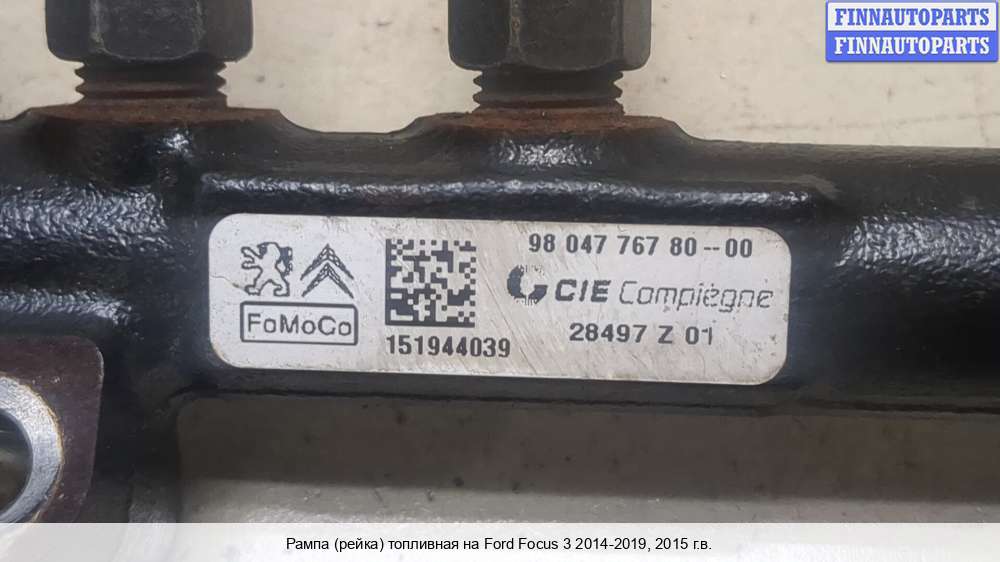 FINNAUTOPARTS
FINNAUTOPARTS
98 047 767 80--00
CIE Compiègne
FoMoCo
151944039
28497 Z 01
Рампа (рейка) топливная на Ford Focus 3 2014-2019, 2015 г.в.